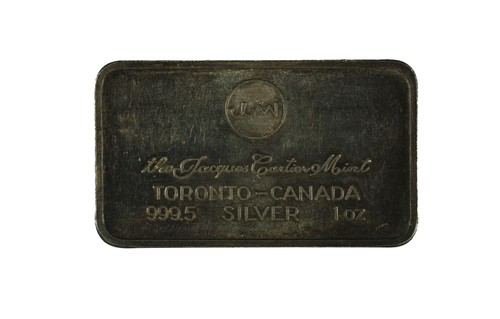 JCM
the Jacques Cartier Mint
TORONTO-CANADA
999.5 SILVER 1oz